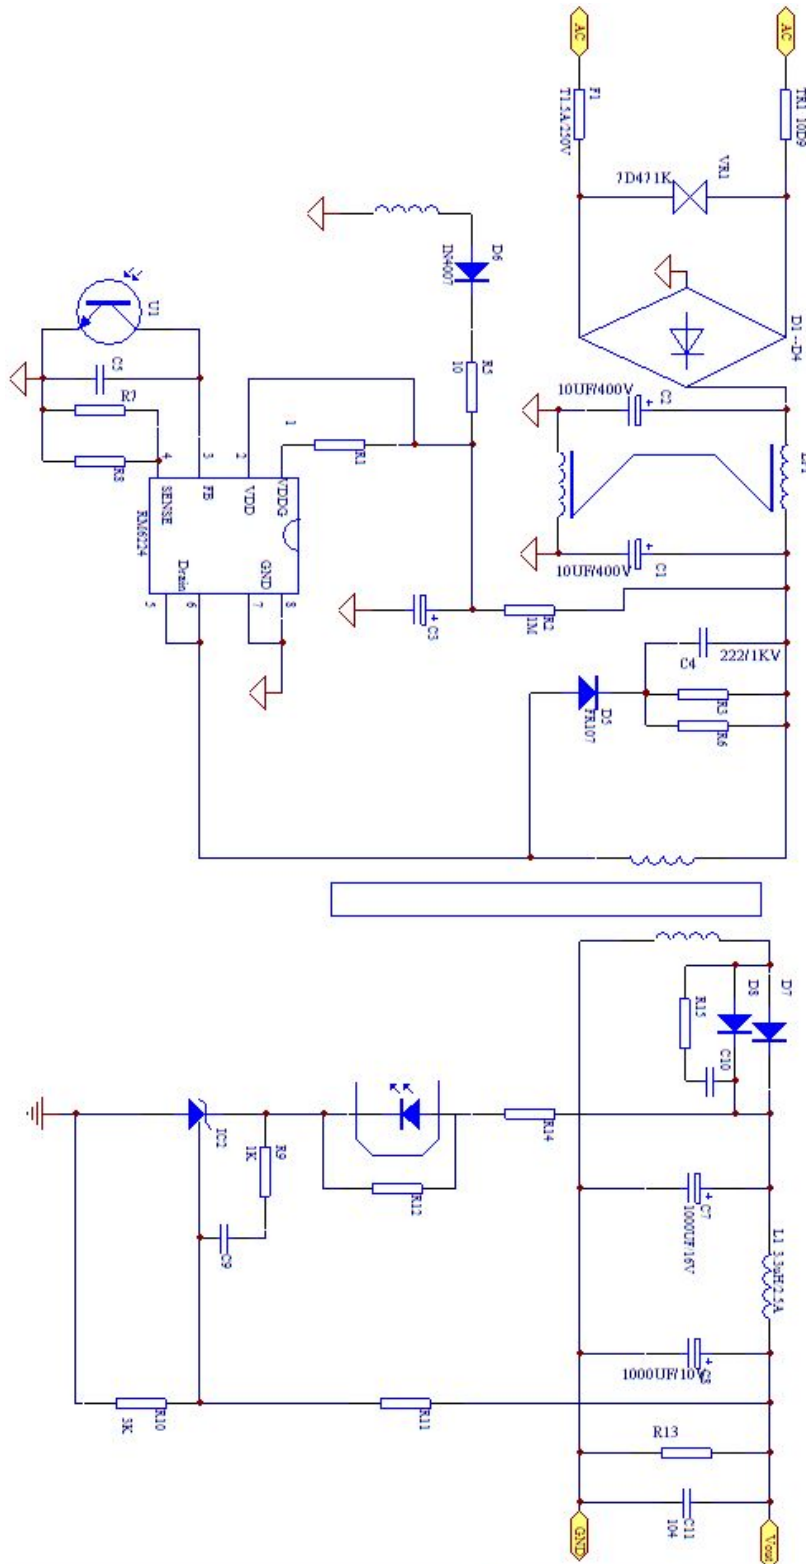 AC
AC
F1
T1.5A/250V
TR1 10D9
VR1
7D471K
D6
IN4007
D1 --D4
U1
C5
R7
R8
R5
10
10UF/400V
C2
1
2
3
4
R1
VDDG
VDD
FB
SENSE
RM6224
GND
Drain
8
7
6
5
10UF/400V
C1
C3
R2
1M
C4
222/1KV
R3
R6
D5
FR107
D7
D8
R15
C10
R14
IC2
R9
1K
R12
C9
C7
1000UF/16V
L1 3.3uH/2.5A
1000UF/10V
C8
R10
3K
R11
R13
C11
104
GND